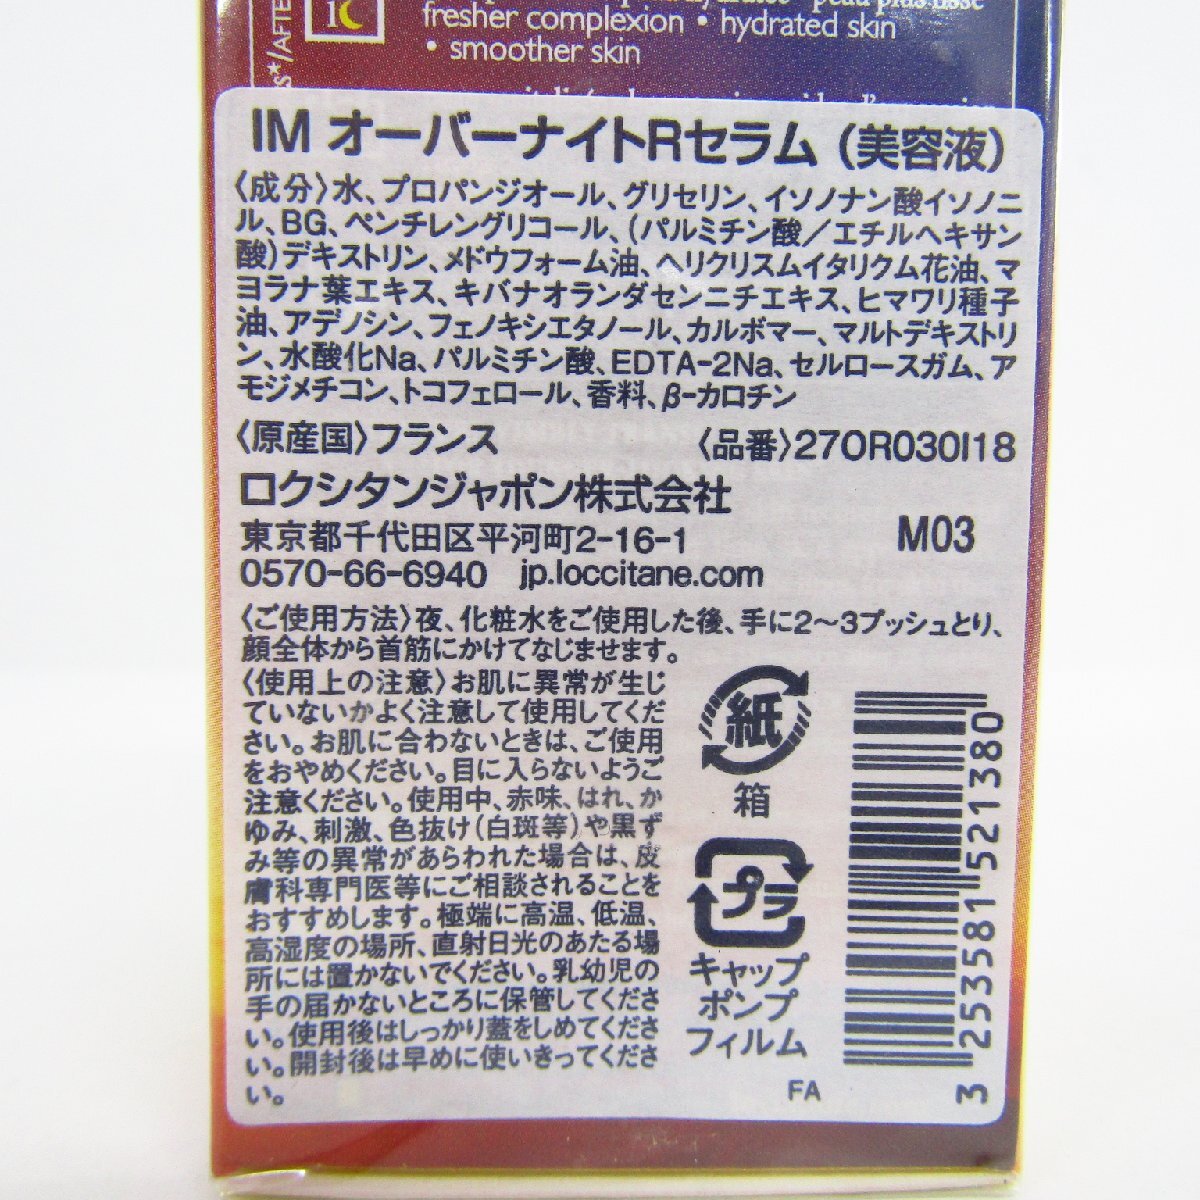 fresher complexion • hydrated skin
• smoother skin
IM オーバーナイトRセラム（美容液）
〈成分〉水、プロパンジオール、グリセリン、イソノナン酸イソノニ
ル、BG、ペンチレングリコール、（パルミチン酸／エチルヘキサン
酸）デキストリン、メドウフォーム油、ヘリクリスムイタリクム花油、マ
ヨラナ葉エキス、キバナオランダセンニチエキス、ヒマワリ種子
油、アデノシン、フェノキシエタノール、カルボマー、マルトデキストリ
ン、水酸化Na、パルミチン酸、EDTA-2Na、セルロースガム、ア
モジメチコン、トコフェロール、香料、β-カロチン
〈原産国〉フランス 〈品番〉27OR030I18
ロクシタンジャポン株式会社
東京都千代田区平河町2-16-1 M03
0570-66-6940 jp.loccitane.com
〈ご使用方法〉夜、化粧水をご使用した後、手に2～3プッシュとり、
顔全体から首筋にかけてなじませます。
〈使用上の注意〉お肌に異常が生じ
ていないかよく注意して使用してくだ
さい。お肌に合わないときは、ご使用
をおやめください。目に入らないようご
注意ください。使用中、赤味、はれ、か
ゆみ、刺激、色抜け（白斑等）や黒ず
み等の異常があらわれた場合は、皮
膚科専門医等にご相談されることを
おすすめします。極端に高温、低温、
高湿度の場所、直射日光のあたる場
所には置かないでください。乳幼児の
手の届かないところに保管してくださ
い。使用後はしっかり蓋をしめてくださ
い。開封後は早めに使いきってくださ
い。
紙
箱
プラ
キャップ
ポンプ
フィルム
FA
3 253581 521380